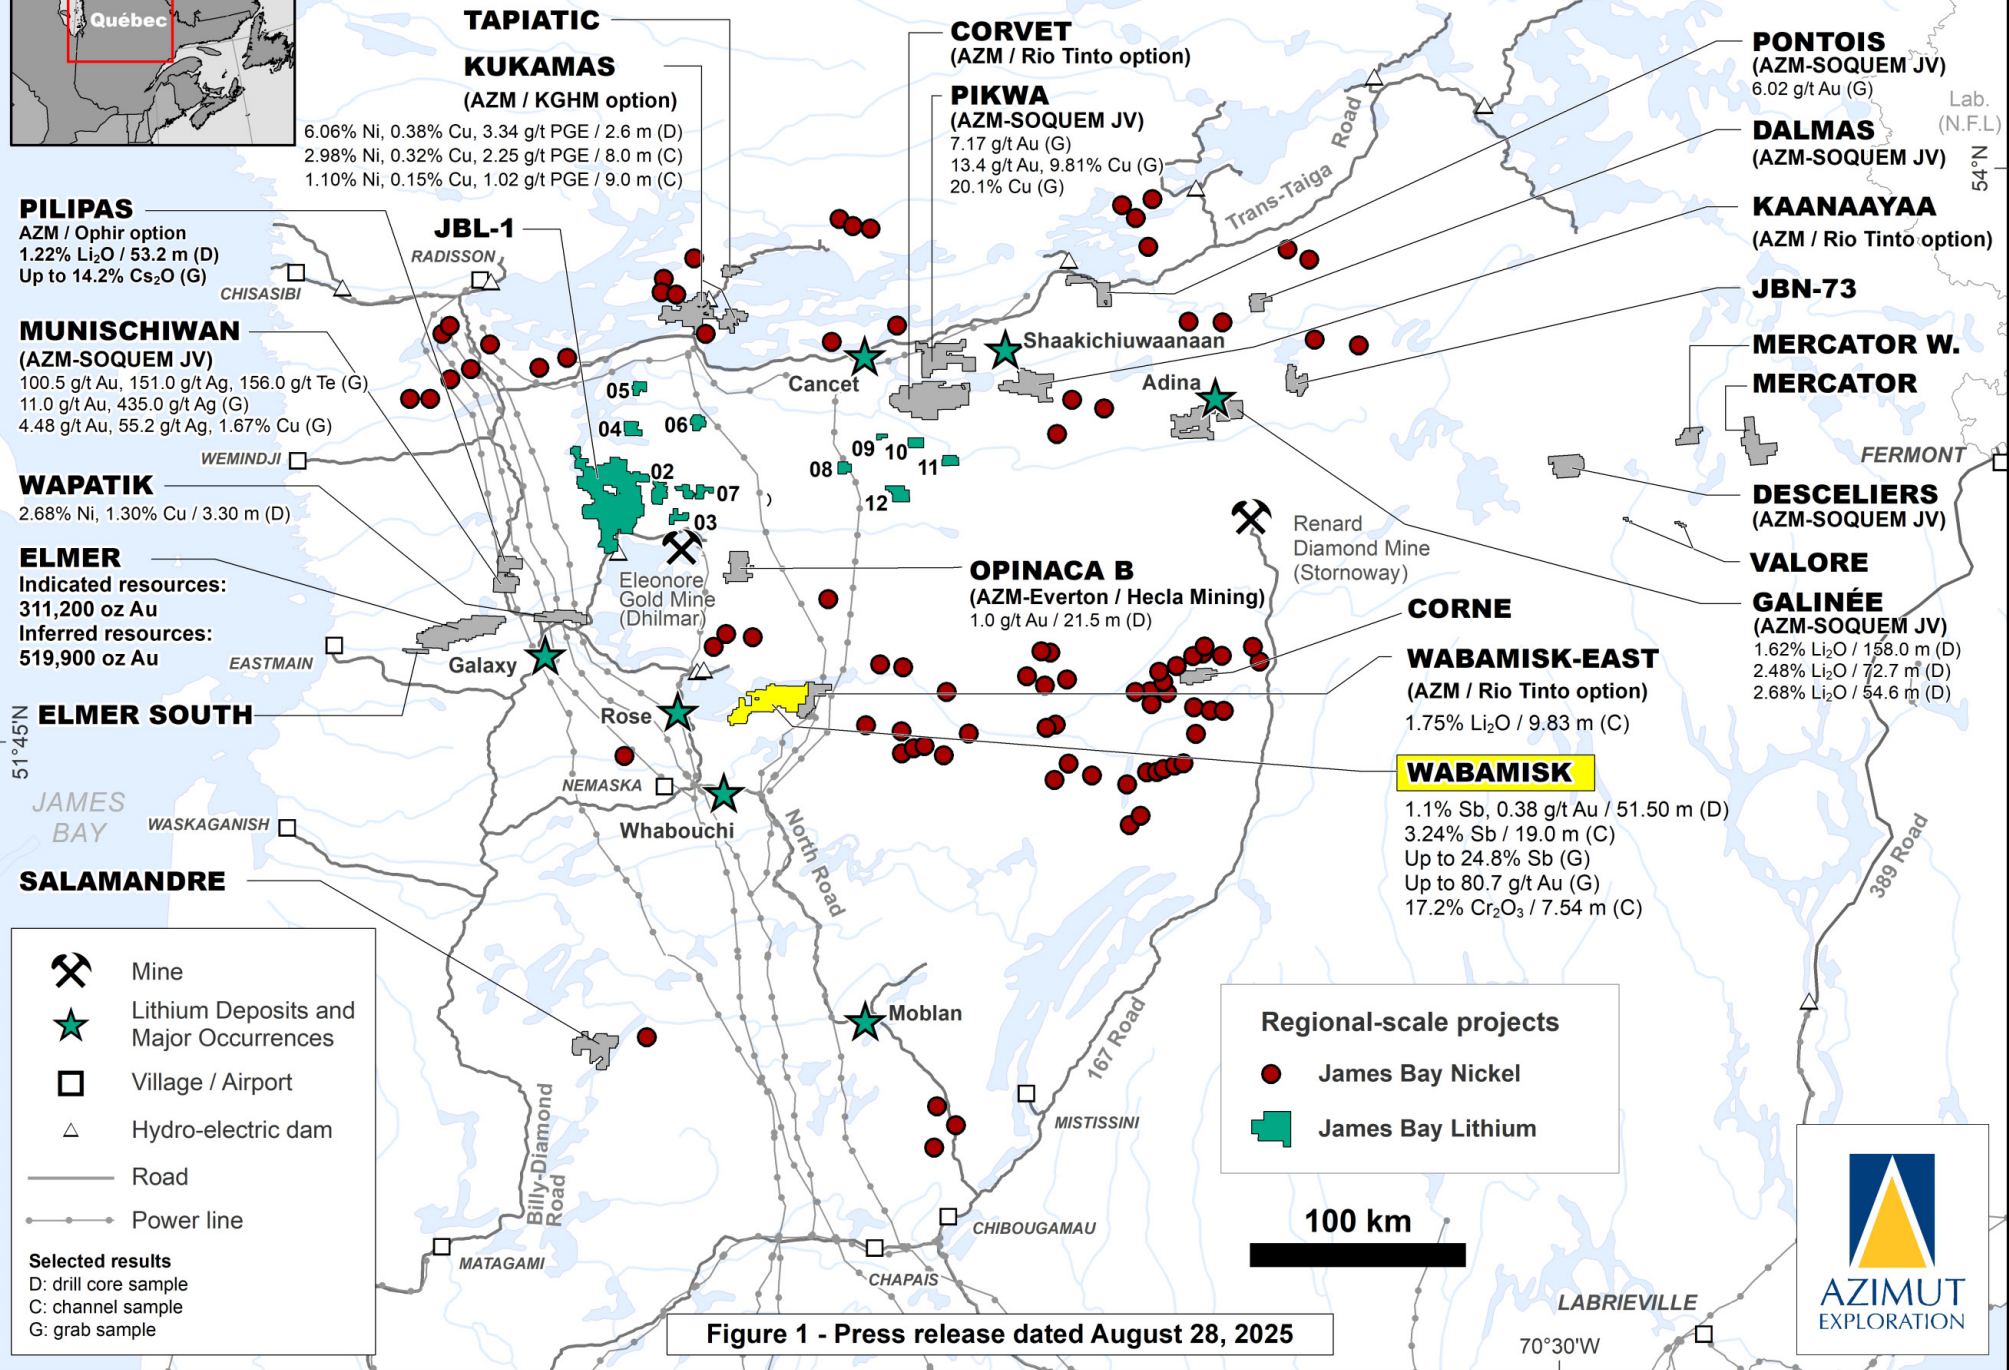 Québec
TAPIATIC
KUKAMAS
(AZM / KGHM option)
6.06% Ni, 0.38% Cu, 3.34 g/t PGE / 2.6 m (D)
2.98% Ni, 0.32% Cu, 2.25 g/t PGE / 8.0 m (C)
1.10% Ni, 0.15% Cu, 1.02 g/t PGE / 9.0 m (C)
CORVET
(AZM / Rio Tinto option)
PIKWA
(AZM-SOQUEM JV)
7.17 g/t Au (G)
13.4 g/t Au, 9.81% Cu (G)
20.1% Cu (G)
PONTOIS
(AZM-SOQUEM JV)
6.02 g/t Au (G)
Lab.
(N.F.L)
DALMAS
(AZM-SOQUEM JV)
54°N
KAANAAYAA
(AZM / Rio Tinto option)
JBN-73
MERCATOR W.
MERCATOR
FERMONT
DESCELIERS
(AZM-SOQUEM JV)
VALORE
GALINÉE
(AZM-SOQUEM JV)
1.62% Li₂O / 158.0 m (D)
2.48% Li₂O / 72.7 m (D)
2.68% Li₂O / 54.6 m (D)
PILIPAS
AZM / Ophir option
1.22% Li₂O / 53.2 m (D)
Up to 14.2% Cs₂O (G)
JBL-1
RADISSON
CHISASIBI
MUNISCHIWAN
(AZM-SOQUEM JV)
100.5 g/t Au, 151.0 g/t Ag, 156.0 g/t Te (G)
11.0 g/t Au, 435.0 g/t Ag (G)
4.48 g/t Au, 55.2 g/t Ag, 1.67% Cu (G)
WEMINDJI
WAPATIK
2.68% Ni, 1.30% Cu / 3.30 m (D)
ELMER
Indicated resources:
311,200 oz Au
Inferred resources:
519,900 oz Au
EASTMAIN
ELMER SOUTH
51°45'N
JAMES
BAY
WASKAGANISH
SALAMANDRE
Trans-Taiga Road
Shaakichiuwaanaan
Cancet
Adina
05
04
06
02
07
03
08
09
10
11
12
Eleonore
Gold Mine
(Dhilmar)
OPINACA B
(AZM-Everton / Hecla Mining)
1.0 g/t Au / 21.5 m (D)
Renard
Diamond Mine
(Stornoway)
CORNE
WABAMISK-EAST
(AZM / Rio Tinto option)
1.75% Li₂O / 9.83 m (C)
WABAMISK
1.1% Sb, 0.38 g/t Au / 51.50 m (D)
3.24% Sb / 19.0 m (C)
Up to 24.8% Sb (G)
Up to 80.7 g/t Au (G)
17.2% Cr₂O₃ / 7.54 m (C)
Galaxy
Rose
NEMASKA
Whabouchi
North Road
389 Road
Moblan
167 Road
MISTISSINI
Billy-Diamond
Road
MATAGAMI
CHIBOUGAMAU
CHAPAIS
LABRIEVILLE
70°30'W
Mine
Lithium Deposits and
Major Occurrences
Village / Airport
Hydro-electric dam
Road
Power line
Selected results
D: drill core sample
C: channel sample
G: grab sample
Regional-scale projects
James Bay Nickel
James Bay Lithium
100 km
Figure 1 - Press release dated August 28, 2025
AZIMUT
EXPLORATION